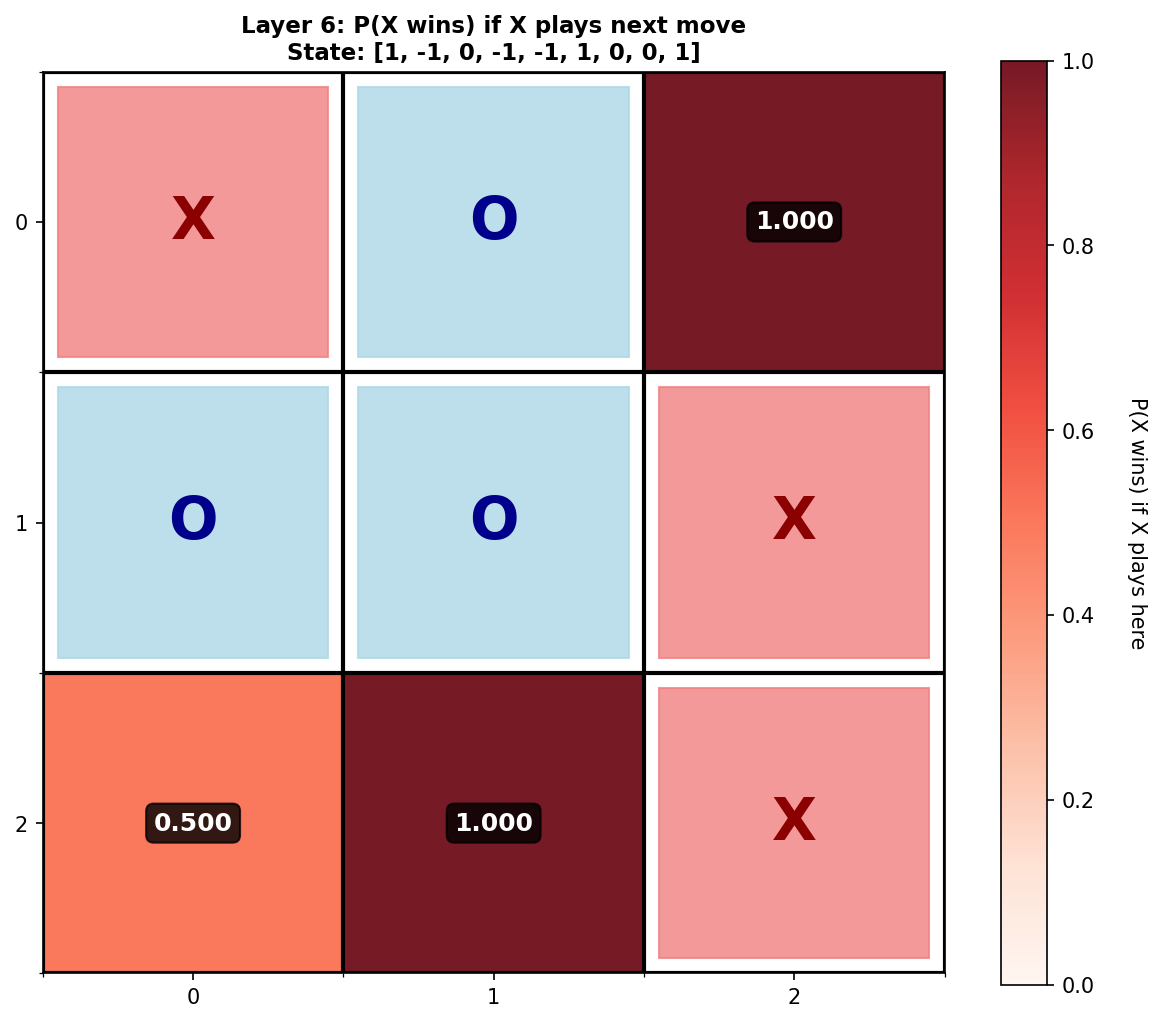 Layer 6: P(X wins) if X plays next move
State: [1, -1, 0, -1, -1, 1, 0, 0, 1]
0
X
O
1.000
1
O
O
X
2
0.500
1.000
X
0
1
2
1.0
0.8
0.6
0.4
0.2
0.0
P(X wins) if X plays here